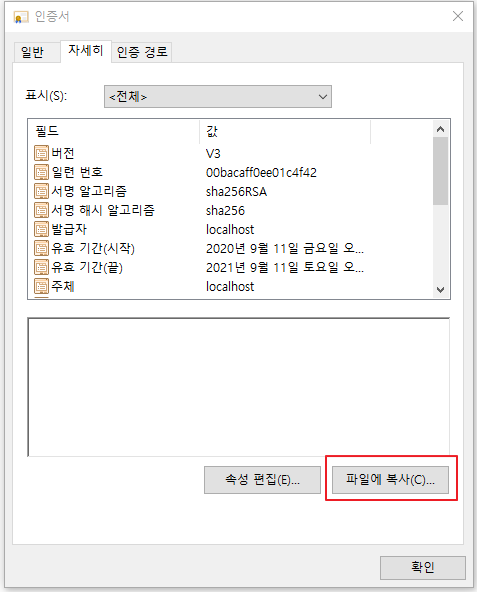 인증서
일반 자세히 인증 경로
표시(S): <전체>
필드 값
버전 V3
일련 번호 00bacaff0ee01c4f42
서명 알고리즘 sha256RSA
서명 해시 알고리즘 sha256
발급자 localhost
유효 기간(시작) 2020년 9월 11일 금요일 오...
유효 기간(끝) 2021년 9월 11일 토요일 오...
주체 localhost
속성 편집(E)... 파일에 복사(C)...
확인